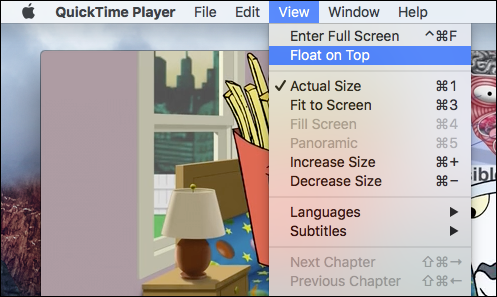 QuickTime Player File Edit View Window Help
Enter Full Screen ^⌘F
Float on Top
✓ Actual Size ⌘1
Fit to Screen ⌘3
Fill Screen ⌘4
Panoramic ⌘5
Increase Size ⌘+
Decrease Size ⌘−
Languages ▶
Subtitles ▶
Next Chapter ⇧⌘→
Previous Chapter ⇧⌘←